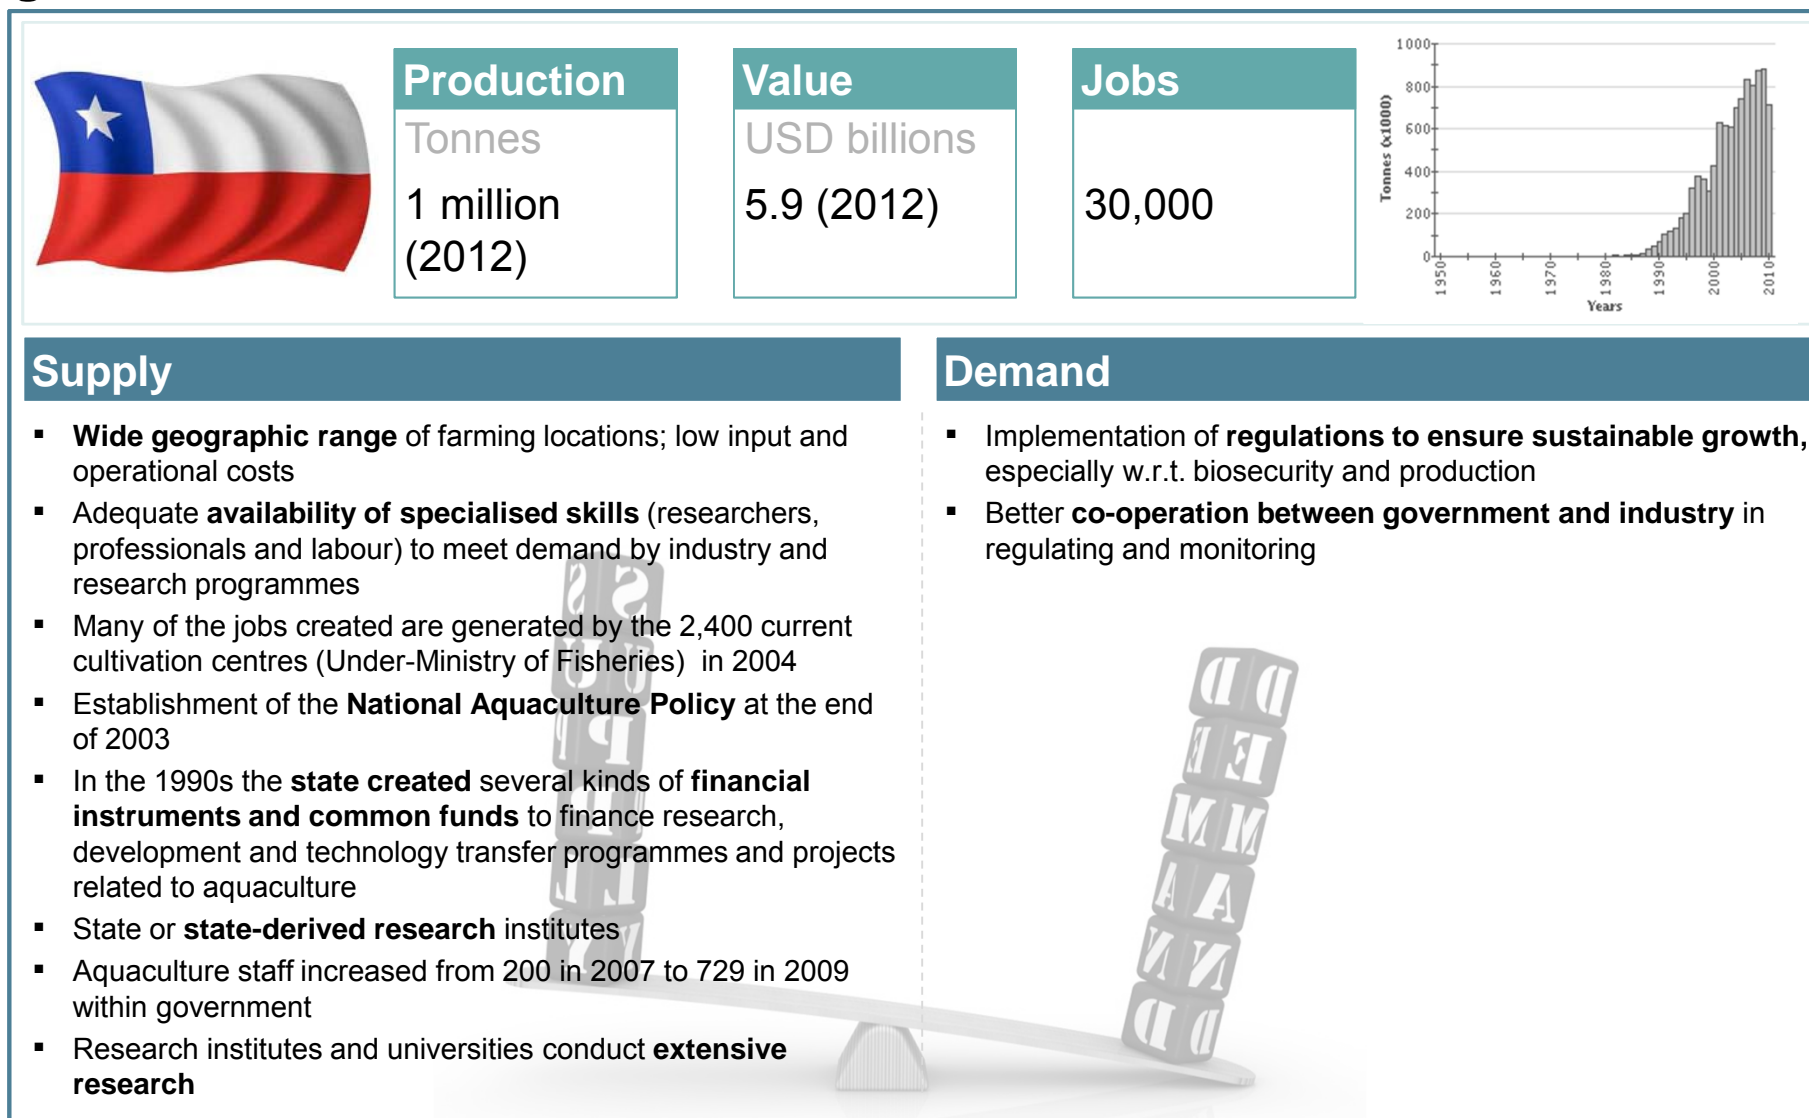 Production
Tonnes
1 million
(2012)
Value
USD billions
5.9 (2012)
Jobs
30,000
1000
800
600
400
200
0
Tonnes (x1000)
1950
1960
1970
1980
1990
2000
2010
Years
Supply
▪ Wide geographic range of farming locations; low input and
operational costs
▪ Adequate availability of specialised skills (researchers,
professionals and labour) to meet demand by industry and
research programmes
▪ Many of the jobs created are generated by the 2,400 current
cultivation centres (Under-Ministry of Fisheries) in 2004
▪ Establishment of the National Aquaculture Policy at the end
of 2003
▪ In the 1990s the state created several kinds of financial
instruments and common funds to finance research,
development and technology transfer programmes and projects
related to aquaculture
▪ State or state-derived research institutes
▪ Aquaculture staff increased from 200 in 2007 to 729 in 2009
within government
▪ Research institutes and universities conduct extensive
research
Demand
▪ Implementation of regulations to ensure sustainable growth,
especially w.r.t. biosecurity and production
▪ Better co-operation between government and industry in
regulating and monitoring
S S
U U
P P
P P
L L
Y Y
D D
E E
M M
A A
N N
D D